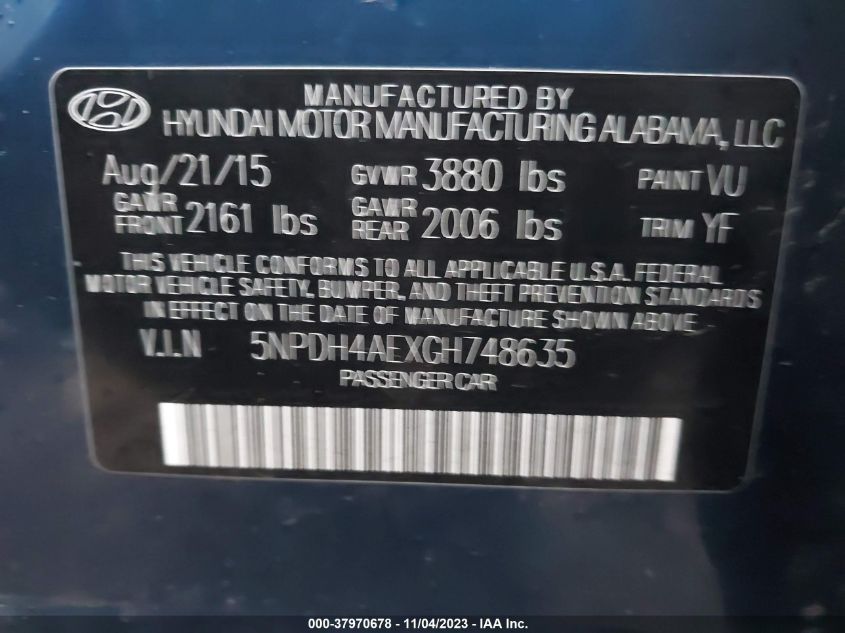 MANUFACTURED BY
HYUNDAI MOTOR MANUFACTURING ALABAMA, LLC
Aug/21/15 GVWR 3880 lbs PAINT VU
GAWR FRONT 2161 lbs GAWR REAR 2006 lbs TRIM YF
THIS VEHICLE CONFORMS TO ALL APPLICABLE U.S.A. FEDERAL
MOTOR VEHICLE SAFETY, BUMPER, AND THEFT PREVENTION STANDARDS
IN EFFECT ON THE DATE OF MANUFACTURE SHOWN ABOVE
V.I.N 5NPDH4AEXGH748635
PASSENGER CAR
000-37970678 - 11/04/2023 - IAA Inc.